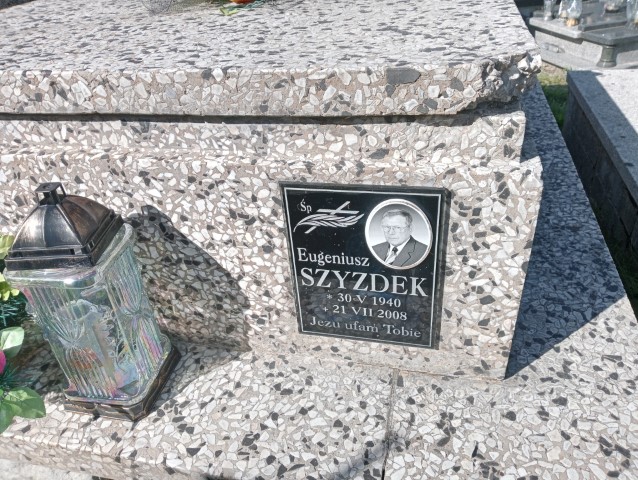 Śp
Eugeniusz
SZYZDEK
* 30 V 1940
+ 21 VII 2008
Jezu ufam Tobie